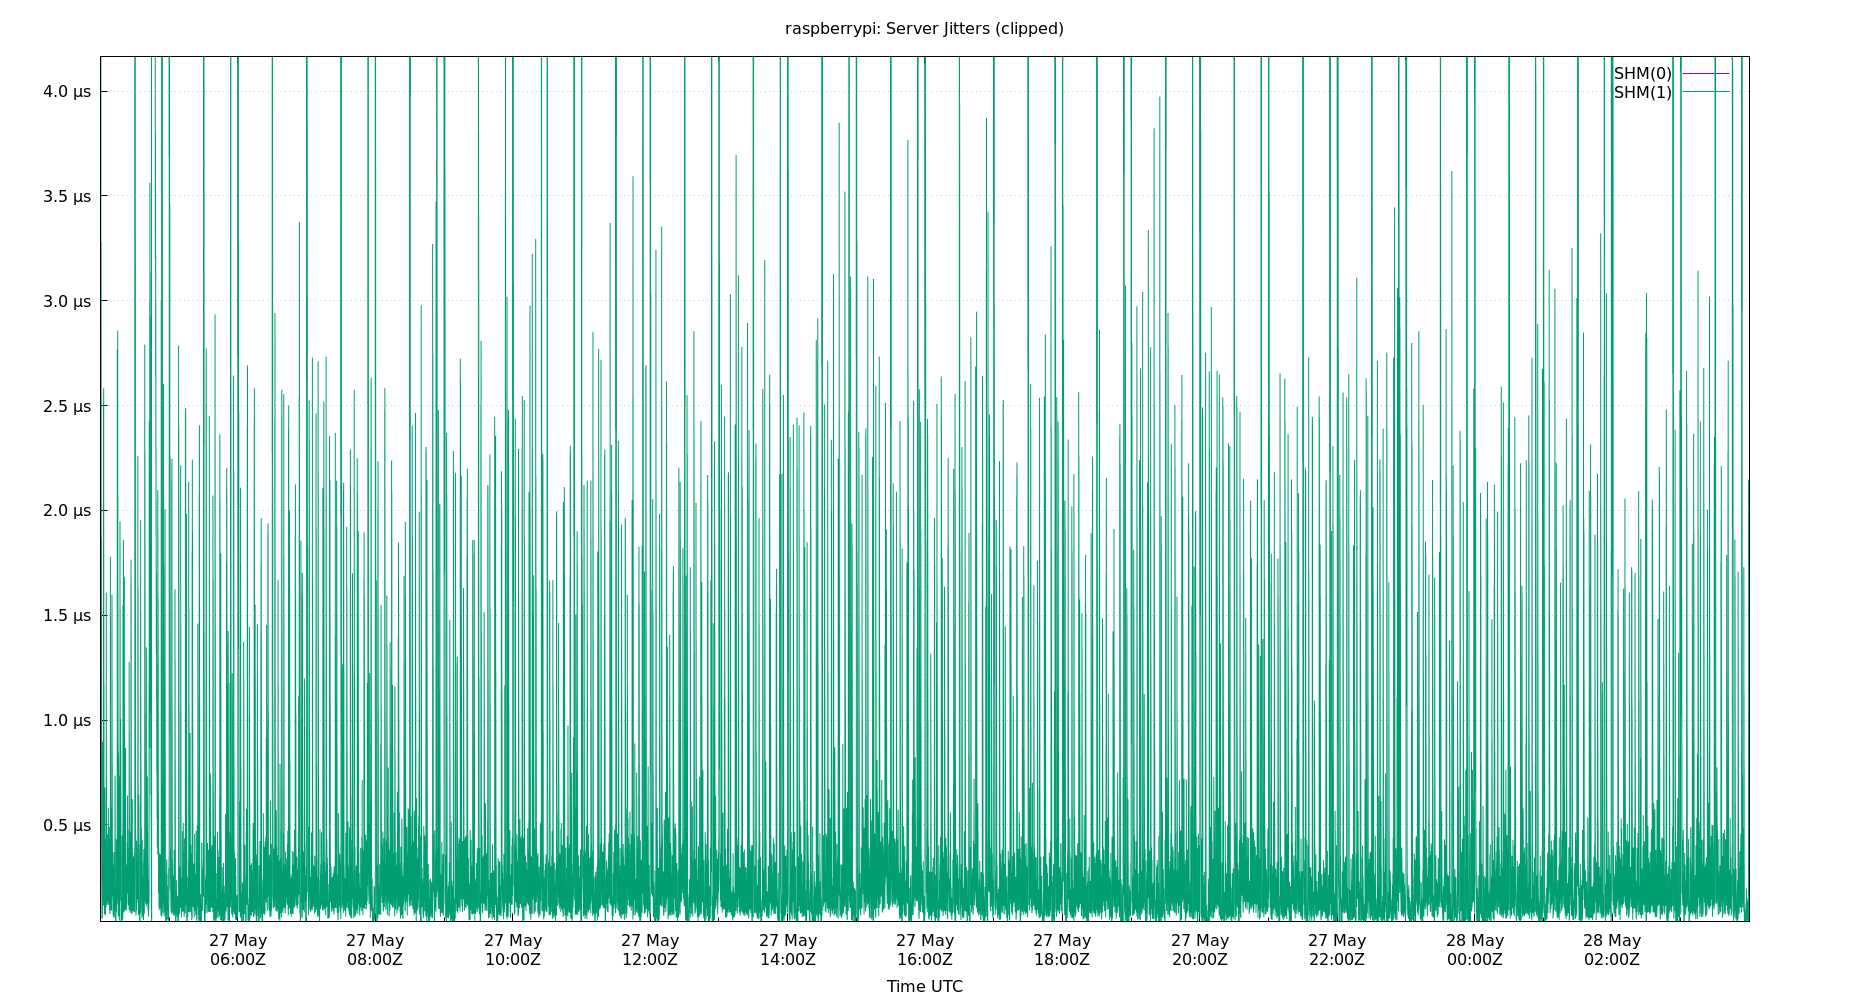 raspberrypi: Server Jitters (clipped)
SHM(0)
SHM(1)
4.0 μs
3.5 μs
3.0 μs
2.5 μs
2.0 μs
1.5 μs
1.0 μs
0.5 μs
27 May 27 May 27 May 27 May 27 May 27 May 27 May 27 May 27 May 28 May 28 May
06:00Z 08:00Z 10:00Z 12:00Z 14:00Z 16:00Z 18:00Z 20:00Z 22:00Z 00:00Z 02:00Z
Time UTC